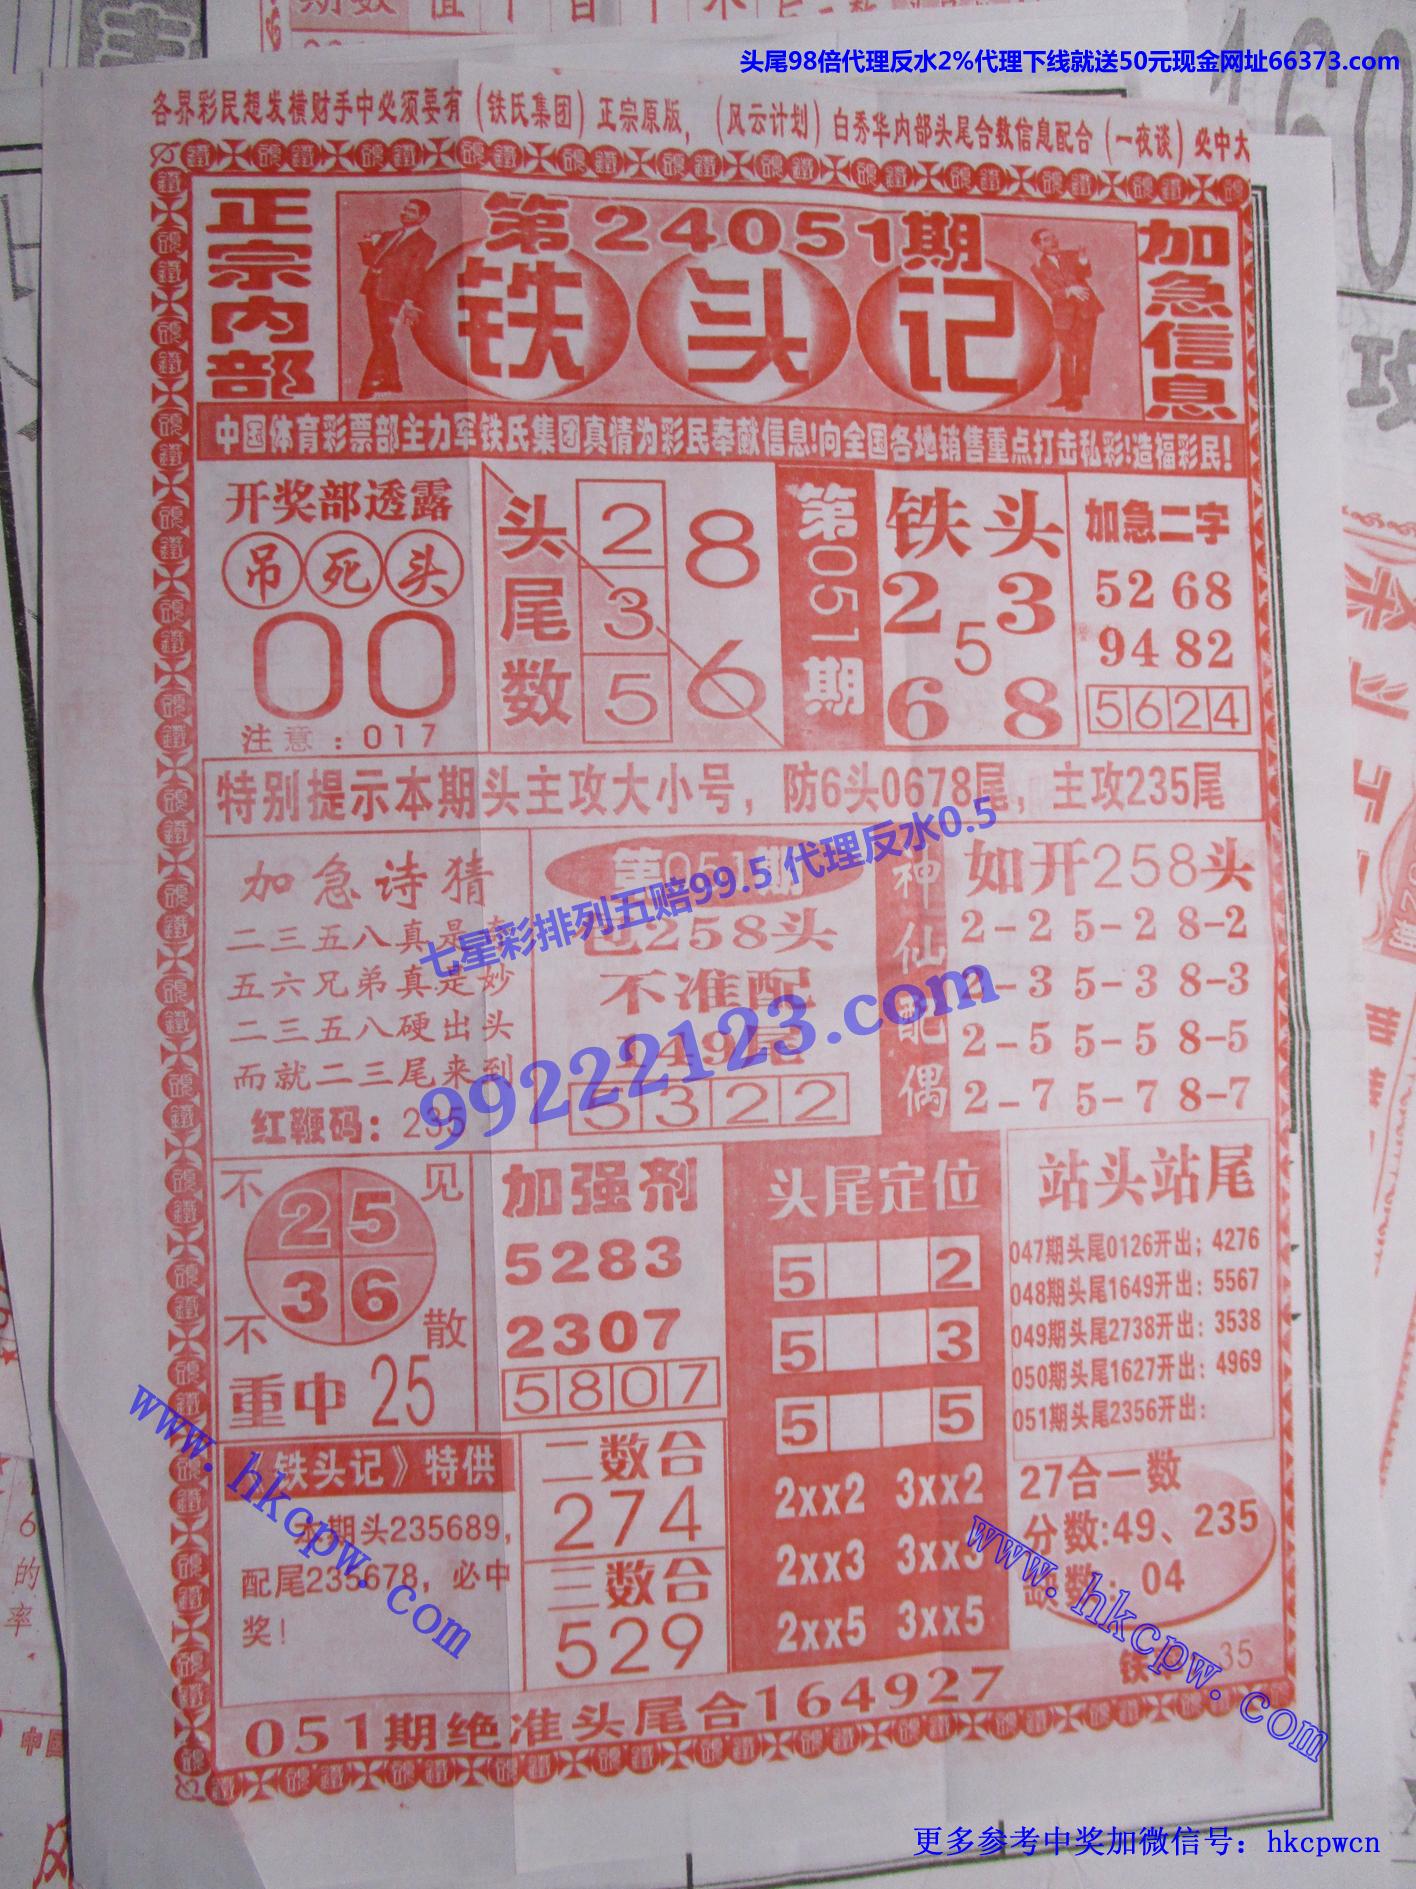 头尾98倍代理反水2%代理下线就送50元现金网址66373.com
各界彩民想发横财手中必须要有（铁氏集团）正宗原版，（风云计划）白秀华内部头尾合数信息配合（一夜谈）必中大
正宗内部
第24051期
铁头记
加急信息
中国体育彩票部主力军铁氏集团真情为彩民奉献信息!向全国各地销售重点打击私彩!造福彩民!
开奖部透露
吊死头
00
注意：017
头尾数
2 8
3
5 6
第051期
铁头
2 3
5
6 8
加急二字
52 68
94 82
5624
特别提示本期头主攻大小号，防6头0678尾，主攻235尾
加急诗猜
二三五八真是
五六兄弟真是妙
二三五八硬出头
而就二三尾来到
红鞭码：235
第051期
包258头
不准配
149尾
5322
神仙配偶
如开258头
2-2 5-2 8-2
2-3 5-3 8-3
2-5 5-5 8-5
2-7 5-7 8-7
七星彩排列五赔99.5 代理反水0.5
99222123.com
不见
25
36
不散
重中25
加强剂
5283
2307
5807
头尾定位
5 2
5 3
5 5
2xx2 3xx2
2xx3 3xx3
2xx5 3xx5
站头站尾
047期头尾0126开出；4276
048期头尾1649开出：5567
049期头尾2738开出：3538
050期头尾1627开出：4969
051期头尾2356开出：
《铁头记》特供
本期头235689，
配尾235678，必中
奖！
二数合
274
三数合
529
27合一数
分数:49、235
缺数：04
35
051期绝准头尾合164927
www.hkcpw.com
www.hkcpw.com
更多参考中奖加微信号：hkcpwcn